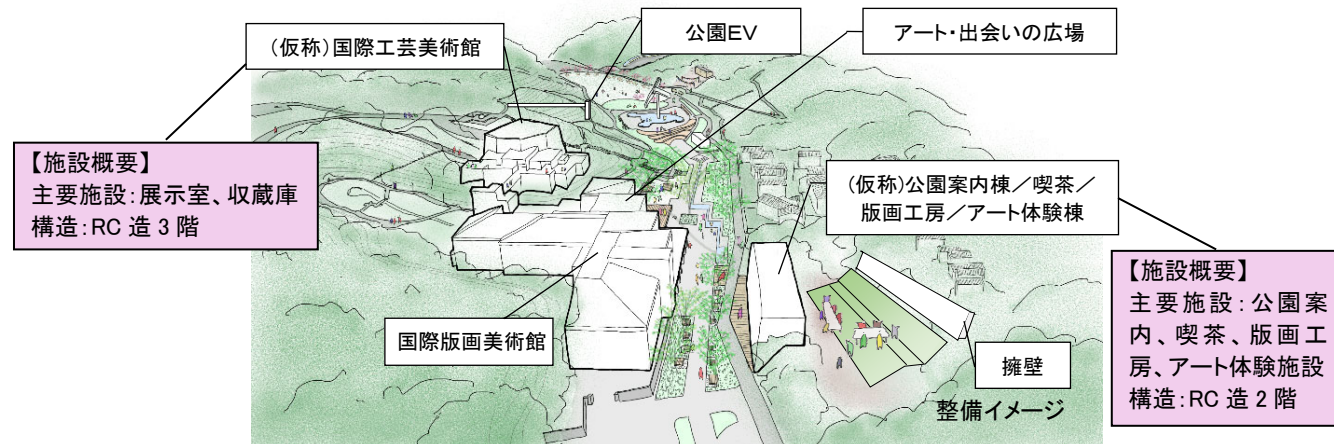 (仮称)国際工芸美術館
公園EV
アート・出会いの広場
【施設概要】
主要施設:展示室、収蔵庫
構造:RC 造 3 階
(仮称)公園案内棟/喫茶/
版画工房/アート体験棟
国際版画美術館
擁壁
整備イメージ
【施設概要】
主要施設:公園案
内、喫茶、版画工
房、アート体験施設
構造:RC 造 2 階